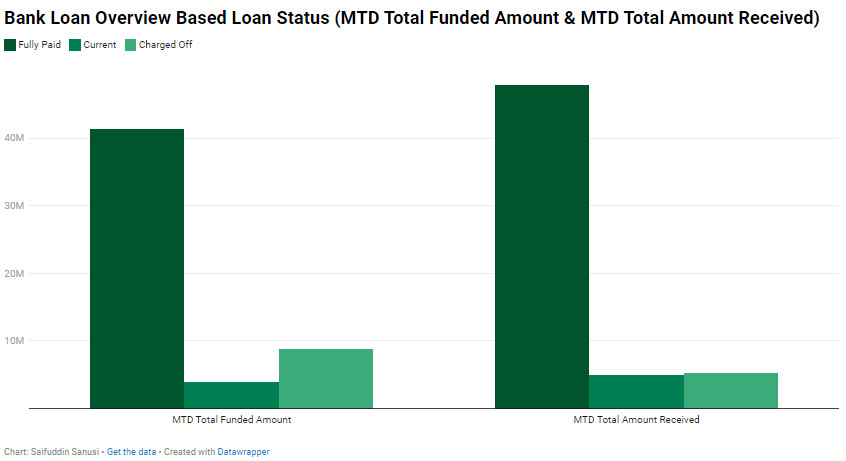 Bank Loan Overview Based Loan Status (MTD Total Funded Amount & MTD Total Amount Received)
Fully Paid Current Charged Off
40M
30M
20M
10M
MTD Total Funded Amount MTD Total Amount Received
Chart: Saifuddin Sanusi • Get the data • Created with Datawrapper